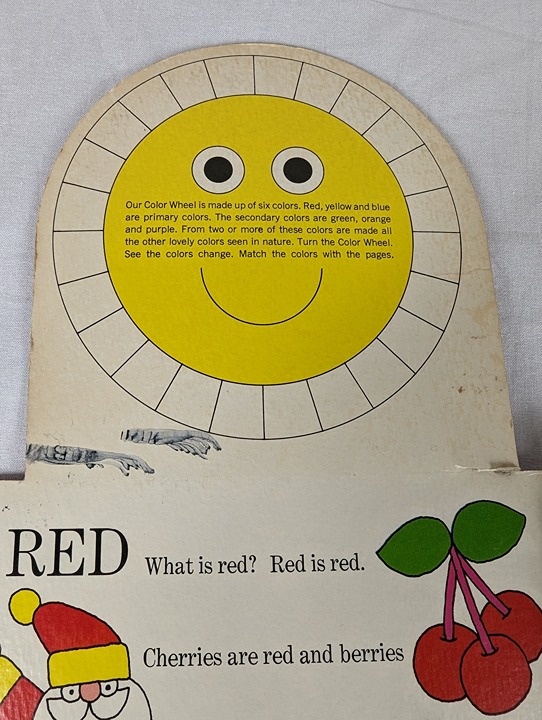 Our Color Wheel is made up of six colors. Red, yellow and blue
are primary colors. The secondary colors are green, orange
and purple. From two or more of these colors are made all
the other lovely colors seen in nature. Turn the Color Wheel.
See the colors change. Match the colors with the pages.
RED What is red? Red is red.
Cherries are red and berries